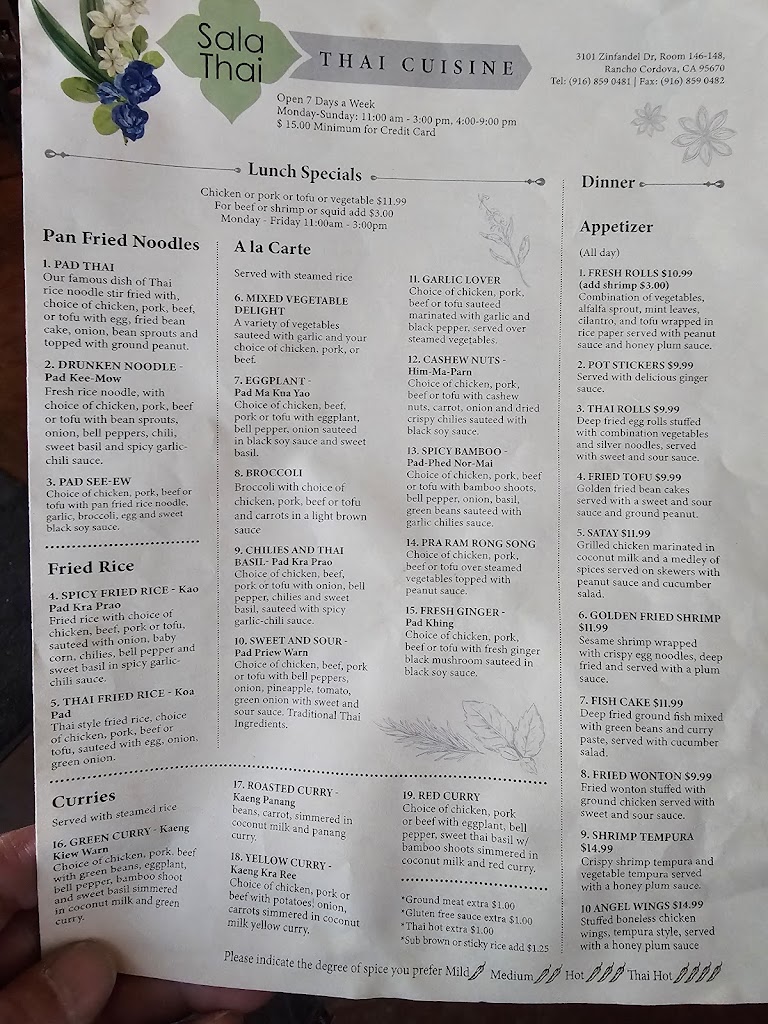 Sala
Thai
THAI CUISINE
3101 Zinfandel Dr, Room 146-148,
Rancho Cordova, CA 95670
Tel: (916) 859 0481 | Fax: (916) 859 0482
Open 7 Days a Week
Monday-Sunday: 11:00 am - 3:00 pm, 4:00-9:00 pm
$ 15.00 Minimum for Credit Card
Lunch Specials
Chicken or pork or tofu or vegetable $11.99
For beef or shrimp or squid add $3.00
Monday - Friday 11:00am - 3:00pm
Pan Fried Noodles
1. PAD THAI
Our famous dish of Thai
rice noodle stir fried with,
choice of chicken, pork, beef,
or tofu with egg, fried bean
cake, onion, bean sprouts and
topped with ground peanut.
2. DRUNKEN NOODLE -
Pad Kee-Mow
Fresh rice noodle, with
choice of chicken, pork, beef
or tofu with bean sprouts,
onion, bell peppers, chili,
sweet basil and spicy garlic-
chili sauce.
3. PAD SEE-EW
Choice of chicken, pork, beef or
tofu with pan fried rice noodle,
garlic, broccoli, egg and sweet
black soy sauce.
Fried Rice
4. SPICY FRIED RICE - Kao
Pad Kra Prao
Fried rice with choice of
chicken, beef, pork or tofu,
sauteed with onion, baby
corn, chilies, bell pepper and
sweet basil in spicy garlic-
chili sauce.
5. THAI FRIED RICE - Koa
Pad
Thai style fried rice, choice
of chicken, pork, beef or
tofu, sauteed with egg, onion,
green onion.
A la Carte
Served with steamed rice
6. MIXED VEGETABLE
DELIGHT
A variety of vegetables
sauteed with garlic and your
choice of chicken, pork, or
beef.
7. EGGPLANT -
Pad Ma Kua Yao
Choice of chicken, beef,
pork or tofu with eggplant,
bell pepper, onion sauteed
in black soy sauce and sweet
basil.
8. BROCCOLI
Broccoli with choice of
chicken, pork, beef or tofu
and carrots in a light brown
sauce
9. CHILIES AND THAI
BASIL- Pad Kra Prao
Choice of chicken, beef,
pork or tofu with onion, bell
pepper, chilies and sweet
basil, sauteed with spicy
garlic-chili sauce.
10. SWEET AND SOUR -
Pad Priew Warn
Choice of chicken, beef, pork
or tofu with bell peppers,
onion, pineapple, tomato,
green onion with sweet and
sour sauce. Traditional Thai
Ingredients.
11. GARLIC LOVER
Choice of chicken, pork,
beef or tofu sauteed
marinated with garlic and
black pepper, served over
steamed vegetables.
12. CASHEW NUTS -
Him-Ma-Parn
Choice of chicken, pork,
beef or tofu with cashew
nuts, carrot, onion and dried
crispy chilies sauteed with
black soy sauce.
13. SPICY BAMBOO -
Pad-Phed Nor-Mai
Choice of chicken, pork, beef
or tofu with bamboo shoots,
bell pepper, onion, basil,
green beans sauteed with
garlic chilies sauce.
14. PRA RAM RONG SONG
Choice of chicken, pork,
beef or tofu over steamed
vegetables topped with
peanut sauce.
15. FRESH GINGER -
Pad Khing
Choice of chicken, pork,
beef or tofu with fresh ginger
black mushroom sauteed in
black soy sauce.
Curries
Served with steamed rice
16. GREEN CURRY - Kaeng
Kiew Warn
Choice of chicken, pork, beef
with green beans, eggplant,
bell pepper, bamboo shoot
and sweet basil simmered
in coconut milk and green
curry.
17. ROASTED CURRY -
Kaeng Panang
beans, carrot, simmered in
coconut milk and panang
curry.
18. YELLOW CURRY -
Kaeng Kra Ree
Choice of chicken, pork or
beef with potatoes, onion,
carrots simmered in coconut
milk yellow curry.
19. RED CURRY
Choice of chicken, pork
or beef with eggplant, bell
pepper, sweet thai basil w/
bamboo shoots simmered in
coconut milk and red curry.
*Ground meat extra $1.00
*Gluten free sauce extra $1.00
*Thai hot extra $1.00
*Sub brown or sticky rice add $1.25
Dinner
Appetizer
(All day)
1. FRESH ROLLS $10.99
(add shrimp $3.00)
Combination of vegetables,
alfalfa sprout, mint leaves,
cilantro, and tofu wrapped in
rice paper served with peanut
sauce and honey plum sauce.
2. POT STICKERS $9.99
Served with delicious ginger
sauce.
3. THAI ROLLS $9.99
Deep fried egg rolls stuffed
with combination vegetables
and silver noodles, served
with sweet and sour sauce.
4. FRIED TOFU $9.99
Golden fried bean cakes
served with a sweet and sour
sauce and ground peanut.
5. SATAY $11.99
Grilled chicken marinated in
coconut milk and a medley of
spices served on skewers with
peanut sauce and cucumber
salad.
6. GOLDEN FRIED SHRIMP
$11.99
Sesame shrimp wrapped
with crispy egg noodles, deep
fried and served with a plum
sauce.
7. FISH CAKE $11.99
Deep fried ground fish mixed
with green beans and curry
paste, served with cucumber
salad.
8. FRIED WONTON $9.99
Fried wonton stuffed with
ground chicken served with
sweet and sour sauce.
9. SHRIMP TEMPURA
$14.99
Crispy shrimp tempura and
vegetable tempura served
with a honey plum sauce.
10 ANGEL WINGS $14.99
Stuffed boneless chicken
wings, tempura style, served
with a honey plum sauce
Please indicate the degree of spice you prefer Mild Medium Hot Thai Hot